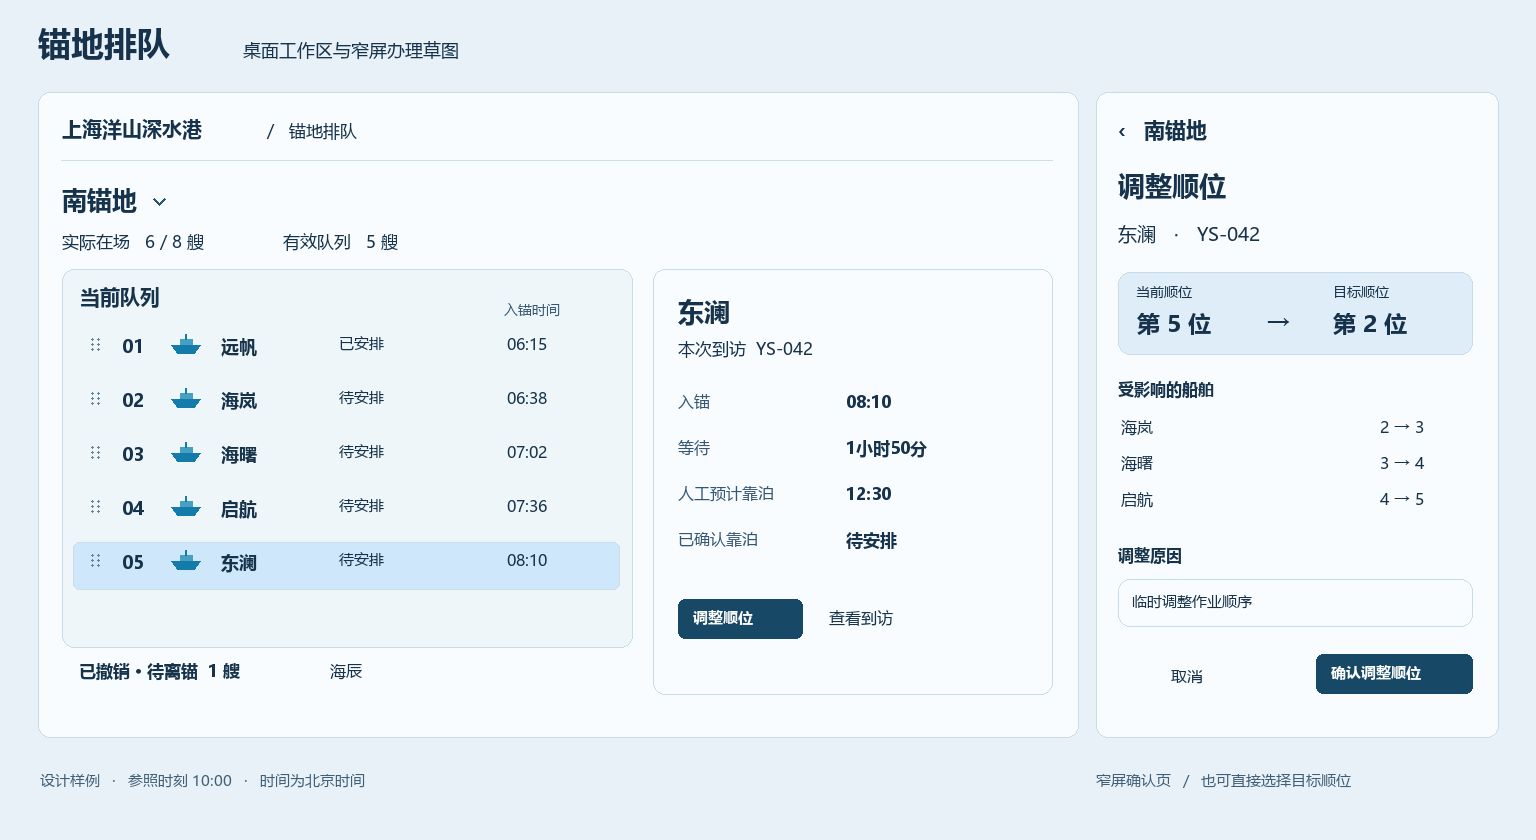 锚地排队 桌面工作区与窄屏办理草图
上海洋山深水港 / 锚地排队
南锚地
实际在场 6 / 8 艘 有效队列 5 艘
当前队列 入锚时间
01 远帆 已安排 06:15
02 海岚 待安排 06:38
03 海曙 待安排 07:02
04 启航 待安排 07:36
05 东澜 待安排 08:10
已撤销・待离锚 1 艘 海辰
东澜
本次到访 YS-042
入锚 08:10
等待 1小时50分
人工预计靠泊 12:30
已确认靠泊 待安排
调整顺位 查看到访
‹ 南锚地
调整顺位
东澜 · YS-042
当前顺位 目标顺位
第 5 位 → 第 2 位
受影响的船舶
海岚 2 → 3
海曙 3 → 4
启航 4 → 5
调整原因
临时调整作业顺序
取消 确认调整顺位
设计样例 · 参照时刻 10:00 · 时间为北京时间
窄屏确认页 / 也可直接选择目标顺位